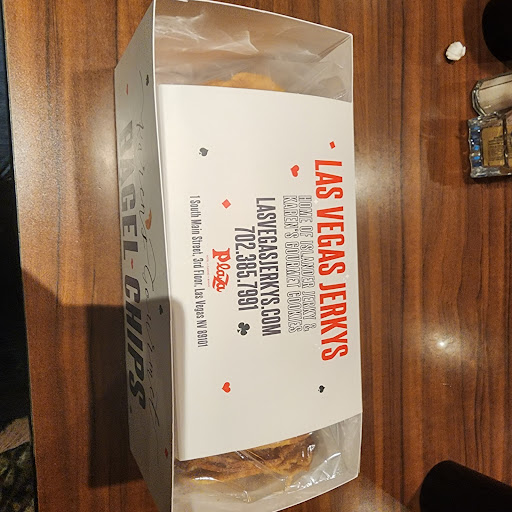 LAS VEGAS JERKYS
HOME OF ISLANDER JERKY &
KAREN'S GOURMET COOKIES
LASVEGASJERKYS.COM
702.385.7991
Plaza
1 South Main Street, 3rd Floor, Las Vegas NV 89101
BAGEL CHIPS